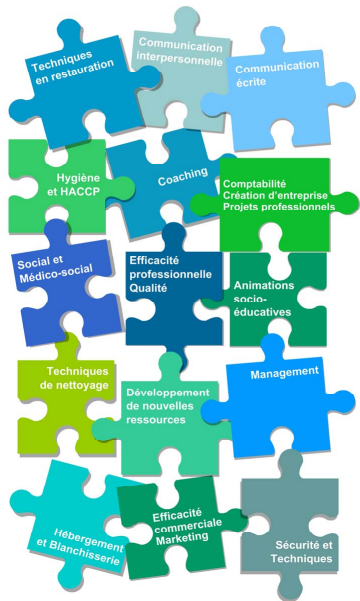 Techniques
en restauration
Communication
interpersonnelle
Communication
écrite
Hygiène
et HACCP
Coaching
Comptabilité
Création d'entreprise
Projets professionnels
Social et
Médico-social
Efficacité
professionnelle
Qualité
Animations
socio-
éducatives
Techniques
de nettoyage
Développement
de nouvelles
ressources
Management
Hébergement
et Blanchisserie
Efficacité
commerciale
Marketing
Sécurité et
Techniques